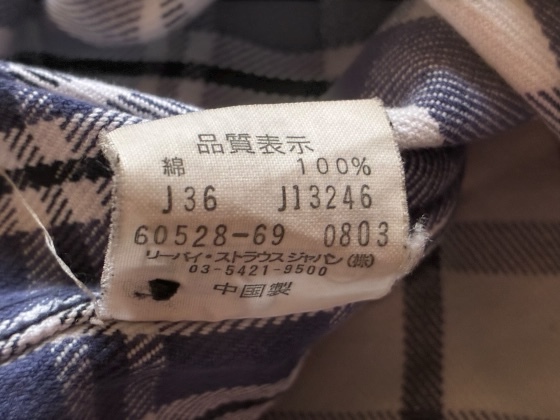 品質表示
綿 100%
J36 J13246
60528-69 0803
リーバイ・ストラウス ジャパン(株)
03-5421-9500
中国製